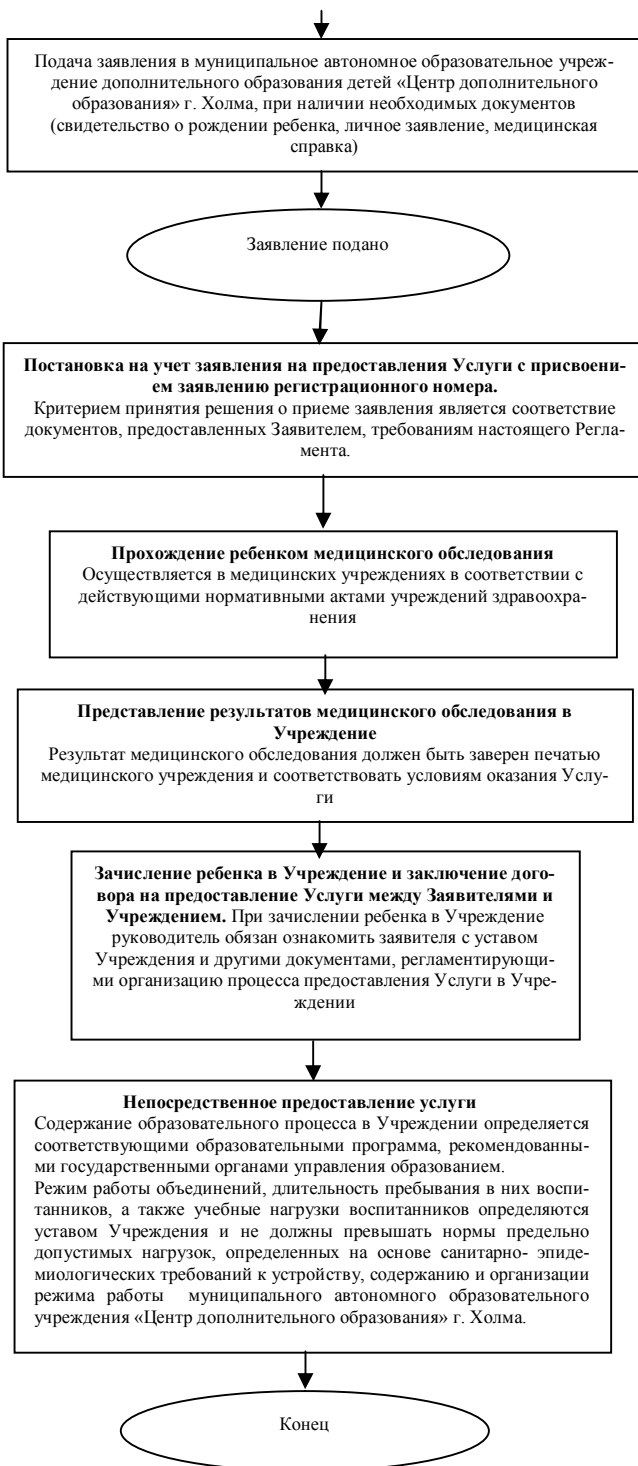 Подача заявления в муниципальное автономное образовательное учреж-
дение дополнительного образования детей «Центр дополнительного
образования» г. Холма, при наличии необходимых документов
(свидетельство о рождении ребенка, личное заявление, медицинская
справка)
Заявление подано
Постановка на учет заявления на предоставления Услуги с присвоени-
ем заявлению регистрационного номера.
Критерием принятия решения о приеме заявления является соответствие
документов, предоставленных Заявителем, требованиям настоящего Регла-
мента.
Прохождение ребенком медицинского обследования
Осуществляется в медицинских учреждениях в соответствии с
действующими нормативными актами учреждений здравоохра-
нения
Представление результатов медицинского обследования в
Учреждение
Результат медицинского обследования должен быть заверен печатью
медицинского учреждения и соответствовать условиям оказания Услу-
ги
Зачисление ребенка в Учреждение и заключение дого-
вора на предоставление Услуги между Заявителями и
Учреждением. При зачислении ребенка в Учреждение
руководитель обязан ознакомить заявителя с уставом
Учреждения и другими документами, регламентирующи-
ми организацию процесса предоставления Услуги в Учре-
ждении
Непосредственное предоставление услуги
Содержание образовательного процесса в Учреждении определяется
соответствующими образовательными программа, рекомендованны-
ми государственными органами управления образованием.
Режим работы объединений, длительность пребывания в них воспи-
танников, а также учебные нагрузки воспитанников определяются
уставом Учреждения и не должны превышать нормы предельно
допустимых нагрузок, определенных на основе санитарно- эпиде-
миологических требований к устройству, содержанию и организации
режима работы муниципального автономного образовательного
учреждения «Центр дополнительного образования» г. Холма.
Конец